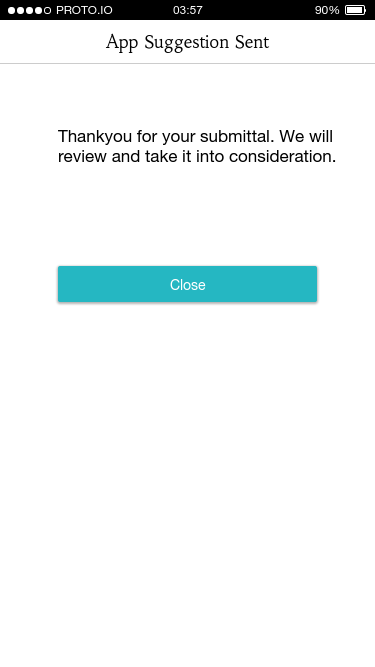 PROTO.IO 03:57 90%
App Suggestion Sent
Thankyou for your submittal. We will
review and take it into consideration.
Close